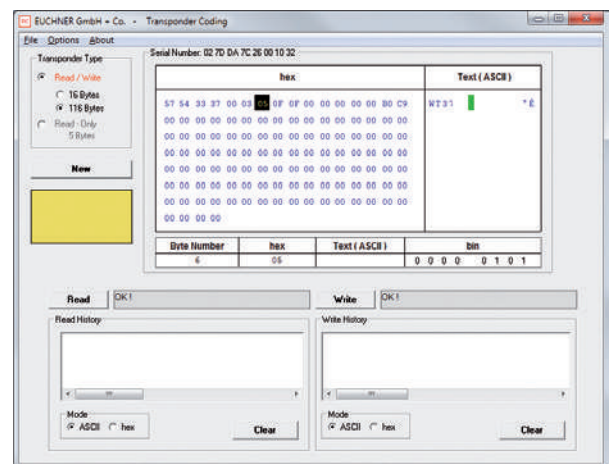 EUCHNER GmbH + Co. - Transponder Coding
File Options About
Transponder Type
Read / Write
16 Bytes
116 Bytes
Read - Only
5 Bytes
New
Serial Number: 02 7D DA 7C 26 00 10 32
hex Text ( ASCII )
57 54 33 37 00 03 05 0F 0F 00 00 00 00 00 B0 C9 WT37 °É
00 00 00 00 00 00 00 00 00 00 00 00 00 00 00 00
00 00 00 00 00 00 00 00 00 00 00 00 00 00 00 00
00 00 00 00 00 00 00 00 00 00 00 00 00 00 00 00
00 00 00 00 00 00 00 00 00 00 00 00 00 00 00 00
00 00 00 00 00 00 00 00 00 00 00 00 00 00 00 00
00 00 00 00 00 00 00 00 00 00 00 00 00 00 00 00
00 00 00 00
Byte Number hex Text ( ASCII ) bin
6 05 0 0 0 0 0 1 0 1
Read OK ! Write OK !
Read History Write History
Mode Mode
ASCII hex Clear ASCII hex Clear